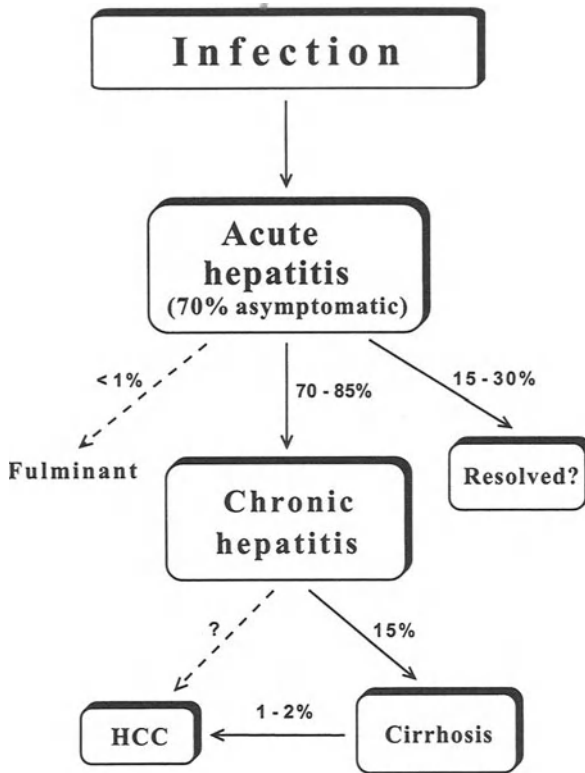 Infection
Acute
hepatitis
(70% asymptomatic)
< 1%
70 - 85%
15 - 30%
Fulminant
Resolved?
Chronic
hepatitis
?
15%
HCC
1 - 2%
Cirrhosis